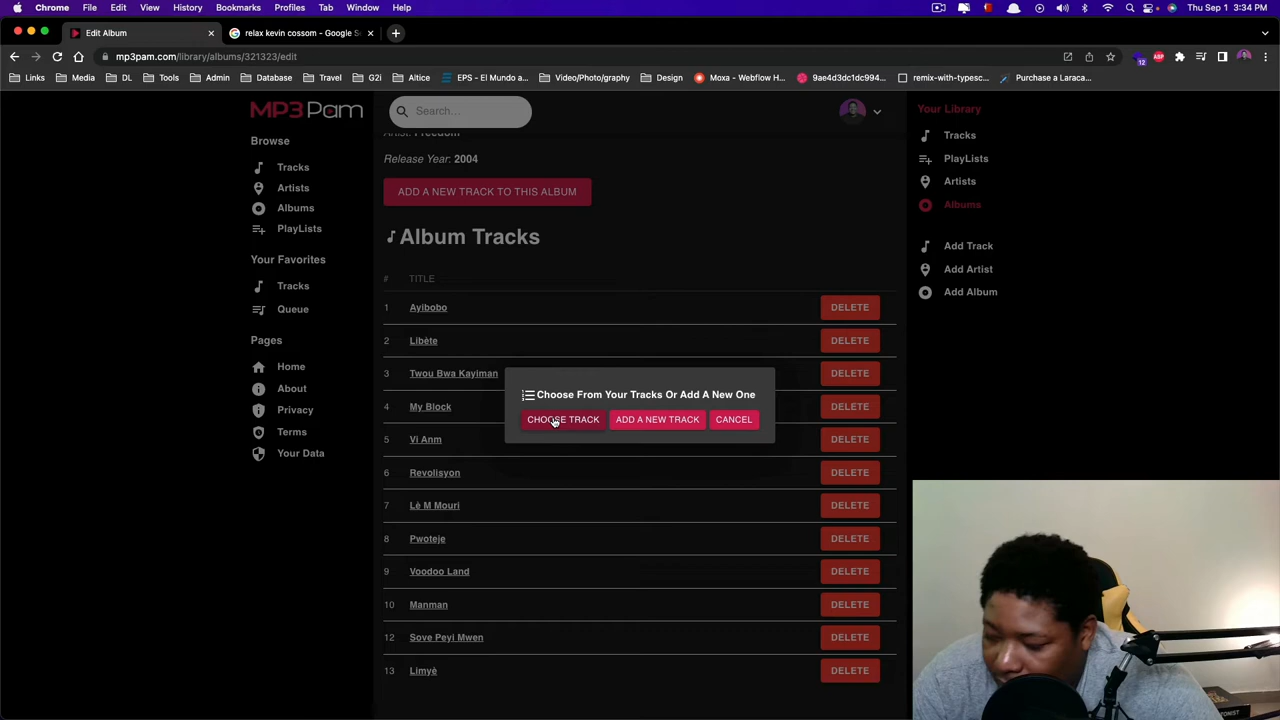 Chrome File Edit View History Bookmarks Profiles Tab Window Help Thu Sep 1 3:34 PM
Edit Album relax kevin cossom - Google S
mp3pam.com/library/albums/321323/edit 12 ABP
Links Media DL Tools Admin Database Travel G2i Altice EPS - El Mundo a... Video/Photo/graphy Design Moxa - Webflow H... 9ae4d3dc1dc994... remix-with-typesc... Purchase a Laraca...
MP3Pam
Search...
Browse
Tracks
Artists
Albums
PlayLists
Your Favorites
Tracks
Queue
Pages
Home
About
Privacy
Terms
Your Data
Artist: Freedom
Release Year: 2004
ADD A NEW TRACK TO THIS ALBUM
Album Tracks
# TITLE
1 Ayibobo DELETE
2 Libète DELETE
3 Twou Bwa Kayiman DELETE
4 My Block DELETE
5 Vi Anm DELETE
6 Revolisyon DELETE
7 Lè M Mouri DELETE
8 Pwoteje DELETE
9 Voodoo Land DELETE
10 Manman DELETE
12 Sove Peyi Mwen DELETE
13 Limyè DELETE
Choose From Your Tracks Or Add A New One
CHOOSE TRACK ADD A NEW TRACK CANCEL
Your Library
Tracks
PlayLists
Artists
Albums
Add Track
Add Artist
Add Album